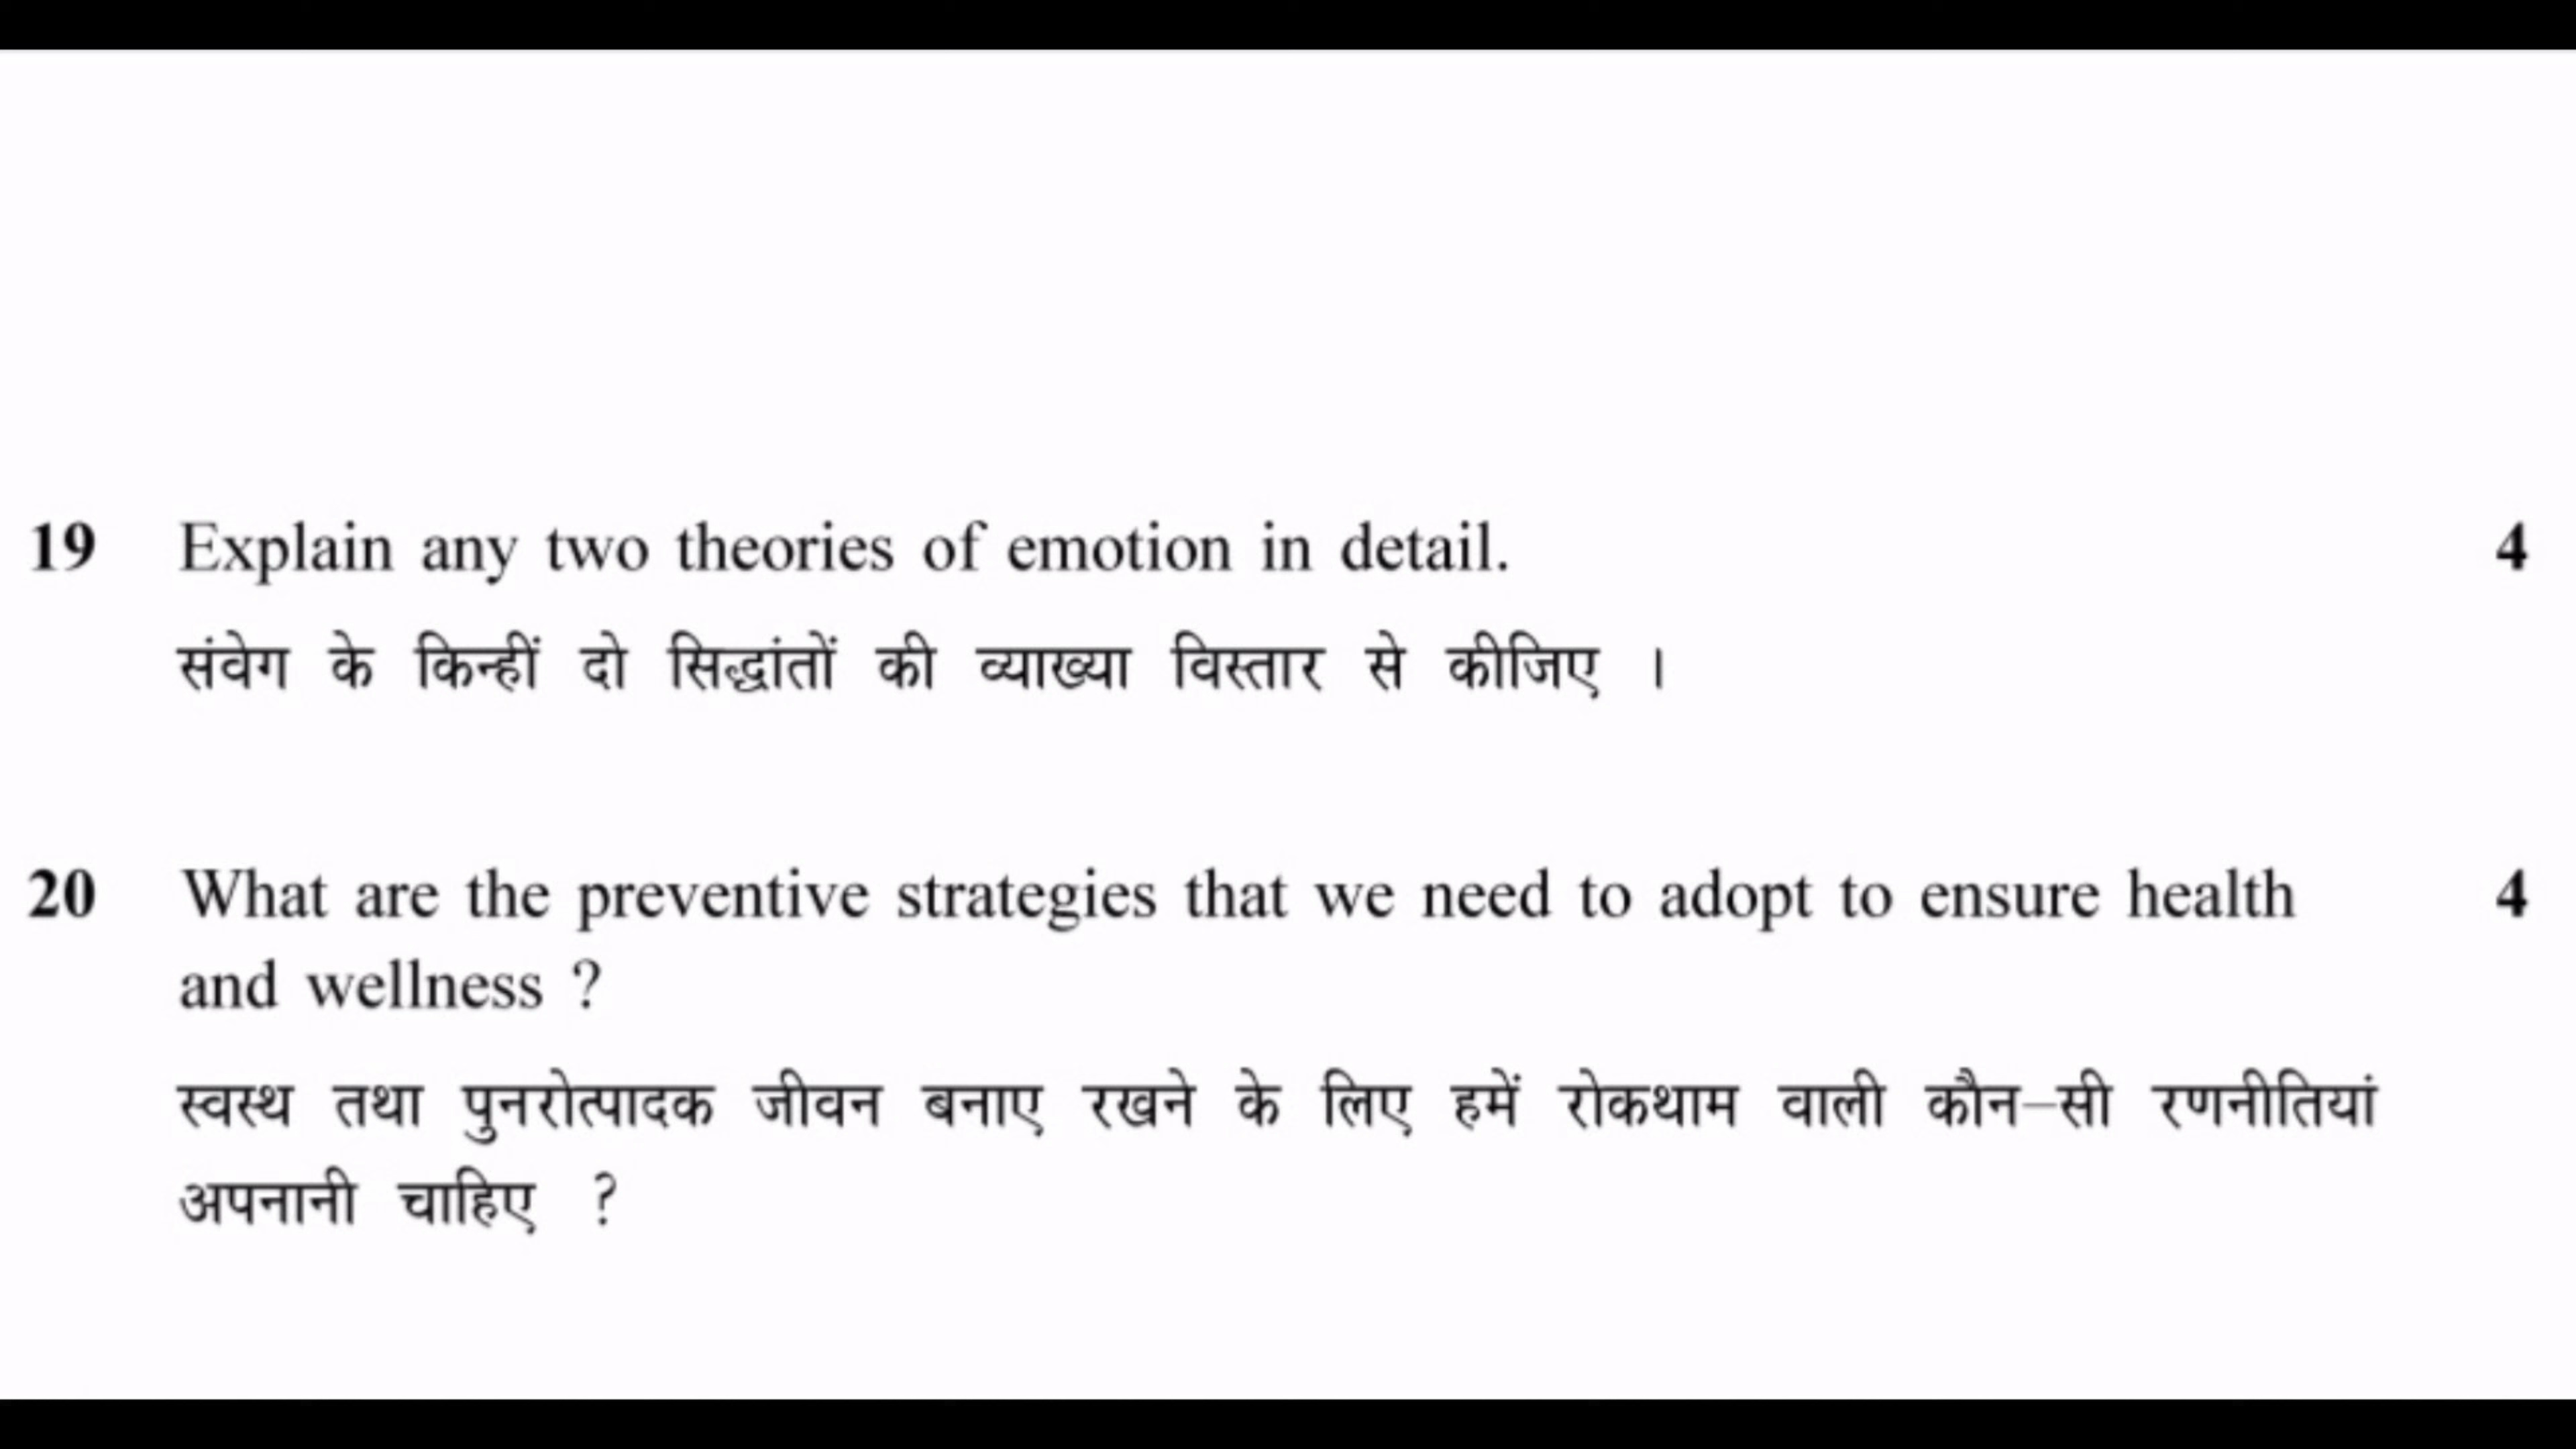 19 Explain any two theories of emotion in detail. 4
संवेग के किन्हीं दो सिद्धांतों की व्याख्या विस्तार से कीजिए ।
20 What are the preventive strategies that we need to adopt to ensure health 4
and wellness ?
स्वस्थ तथा पुनरोत्पादक जीवन बनाए रखने के लिए हमें रोकथाम वाली कौन-सी रणनीतियां
अपनानी चाहिए ?